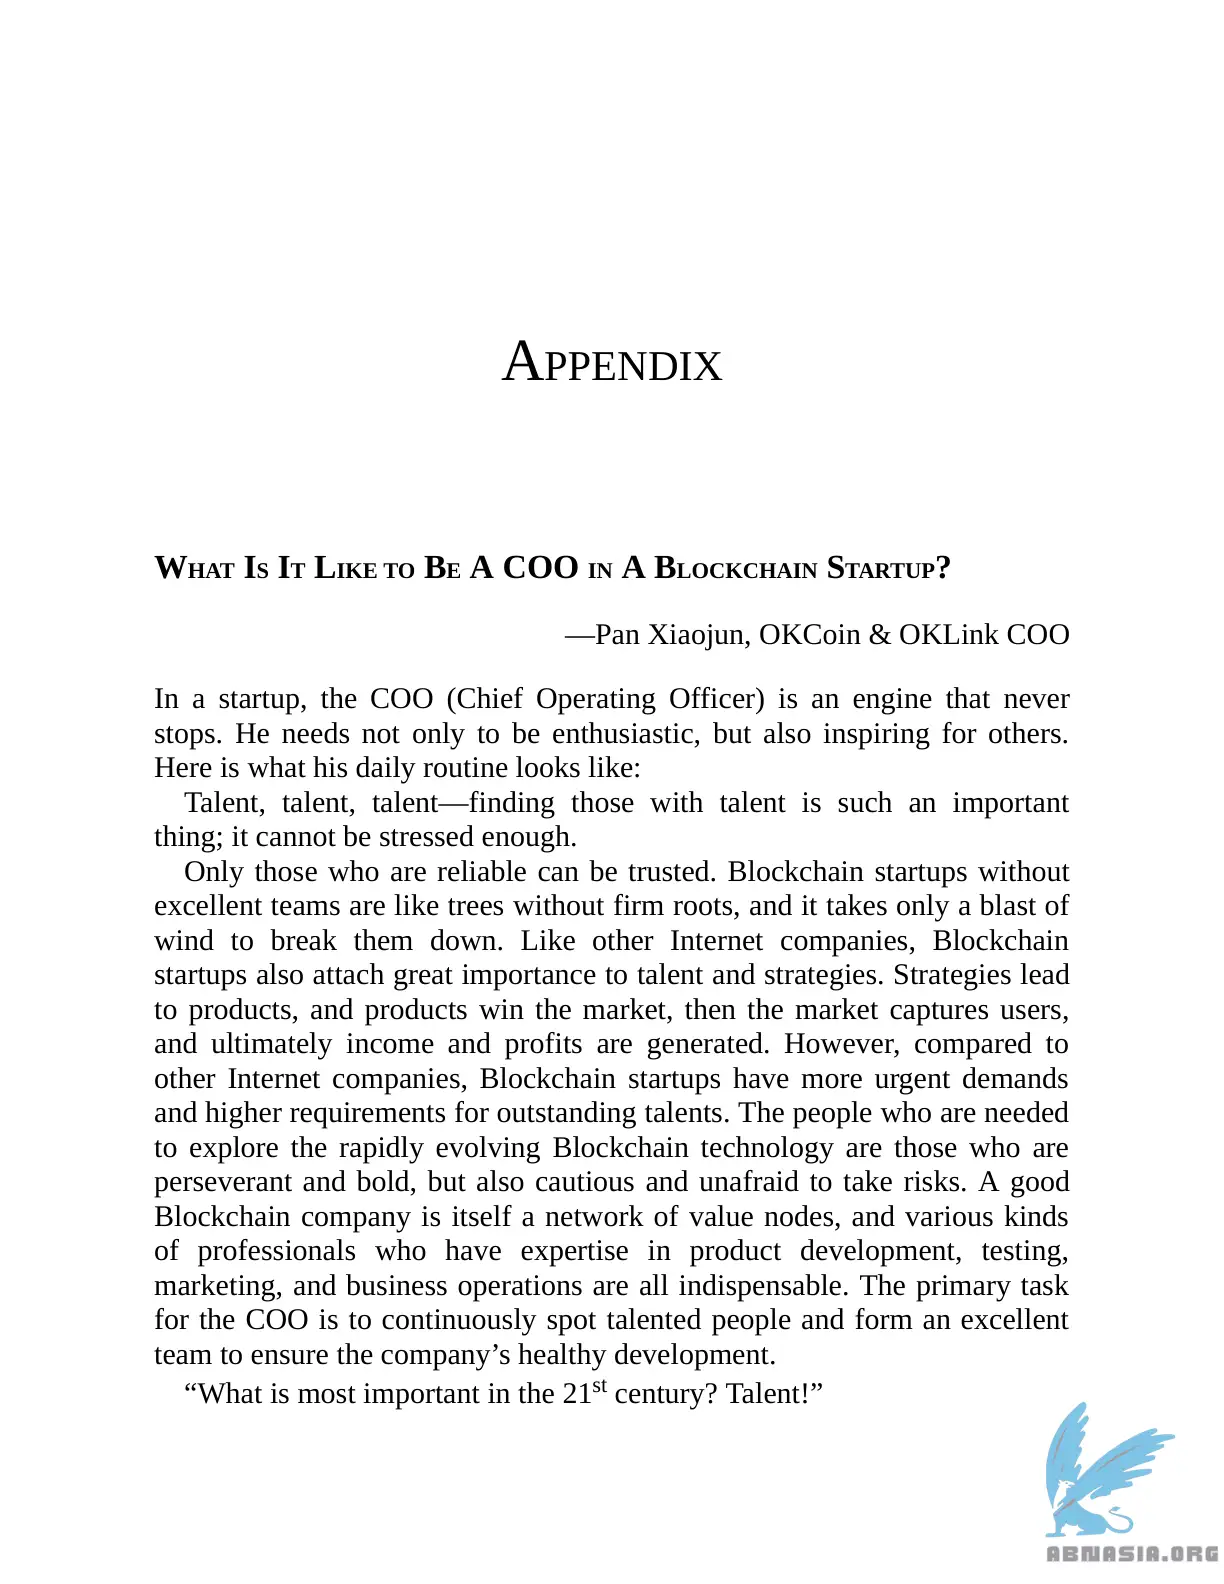 APPENDIX
WHAT IS IT LIKE TO BE A COO IN A BLOCKCHAIN STARTUP?
—Pan Xiaojun, OKCoin & OKLink COO
In a startup, the COO (Chief Operating Officer) is an engine that never
stops. He needs not only to be enthusiastic, but also inspiring for others.
Here is what his daily routine looks like:
Talent, talent, talent—finding those with talent is such an important
thing; it cannot be stressed enough.
Only those who are reliable can be trusted. Blockchain startups without
excellent teams are like trees without firm roots, and it takes only a blast of
wind to break them down. Like other Internet companies, Blockchain
startups also attach great importance to talent and strategies. Strategies lead
to products, and products win the market, then the market captures users,
and ultimately income and profits are generated. However, compared to
other Internet companies, Blockchain startups have more urgent demands
and higher requirements for outstanding talents. The people who are needed
to explore the rapidly evolving Blockchain technology are those who are
perseverant and bold, but also cautious and unafraid to take risks. A good
Blockchain company is itself a network of value nodes, and various kinds
of professionals who have expertise in product development, testing,
marketing, and business operations are all indispensable. The primary task
for the COO is to continuously spot talented people and form an excellent
team to ensure the company’s healthy development.
“What is most important in the 21st century? Talent!”
ABNASIA.ORG